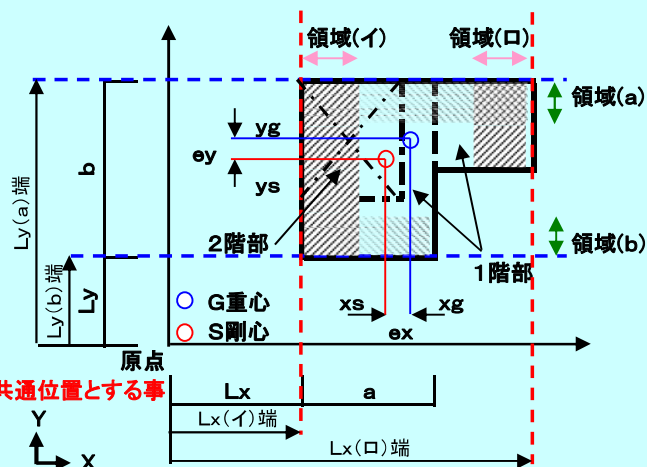 領域(イ)
領域(ロ)
領域(a)
yg
ey
ys
b
Ly(a)端
2階部
領域(b)
1階部
Ly(b)端
Ly
G重心
S剛心
xs
xg
ex
原点
共通位置とする事
Lx
a
Lx(イ)端
Y
Lx(ロ)端
X